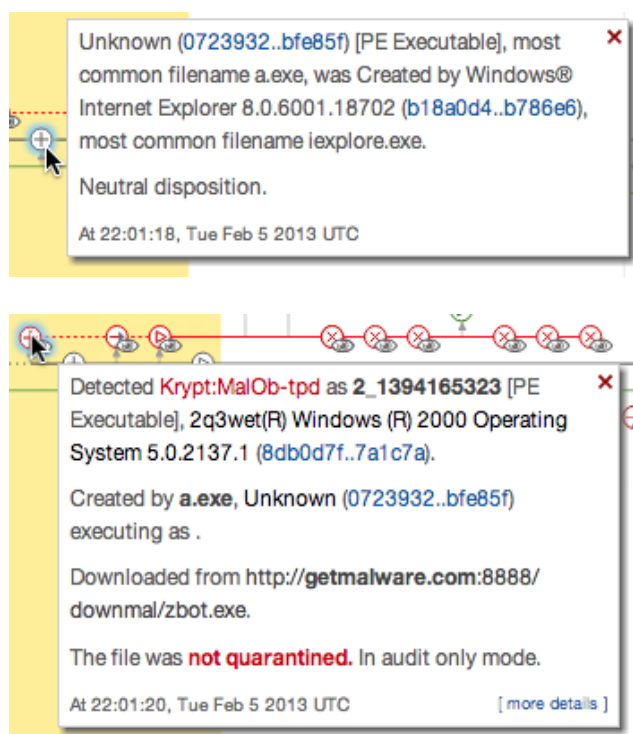 Unknown (0723932..bfe85f) [PE Executable], most
common filename a.exe, was Created by Windows®
Internet Explorer 8.0.6001.18702 (b18a0d4..b786e6),
most common filename iexplore.exe.
Neutral disposition.
At 22:01:18, Tue Feb 5 2013 UTC
Detected Krypt:MalOb-tpd as 2_1394165323 [PE
Executable], 2q3wet(R) Windows (R) 2000 Operating
System 5.0.2137.1 (8db0d7f..7a1c7a).
Created by a.exe, Unknown (0723932..bfe85f)
executing as .
Downloaded from http://getmalware.com:8888/
downmal/zbot.exe.
The file was not quarantined. In audit only mode.
At 22:01:20, Tue Feb 5 2013 UTC [ more details ]